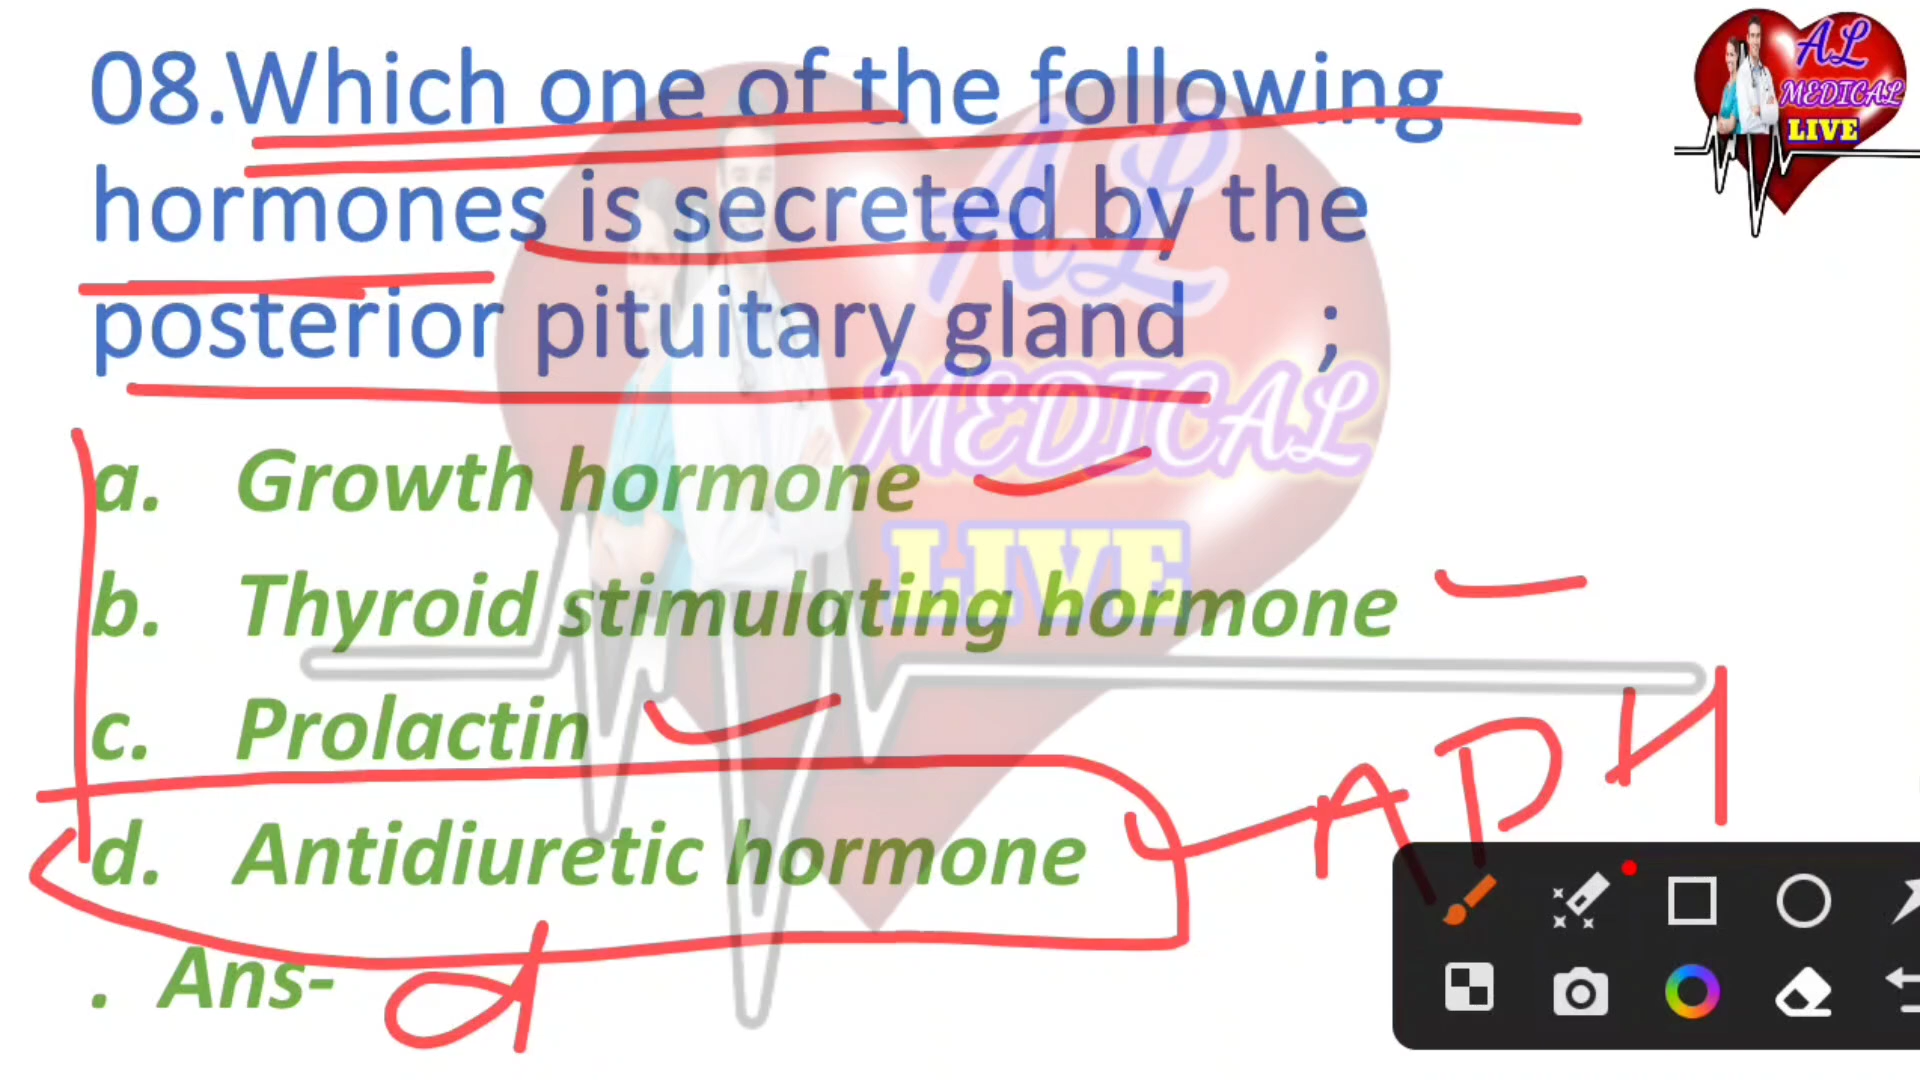 08.Which one of the following
hormones is secreted by the
posterior pituitary gland ;
a. Growth hormone
b. Thyroid stimulating hormone
c. Prolactin
d. Antidiuretic hormone
ADH
. Ans- d
AL
MEDICAL
LIVE
AL
MEDICAL
LIVE